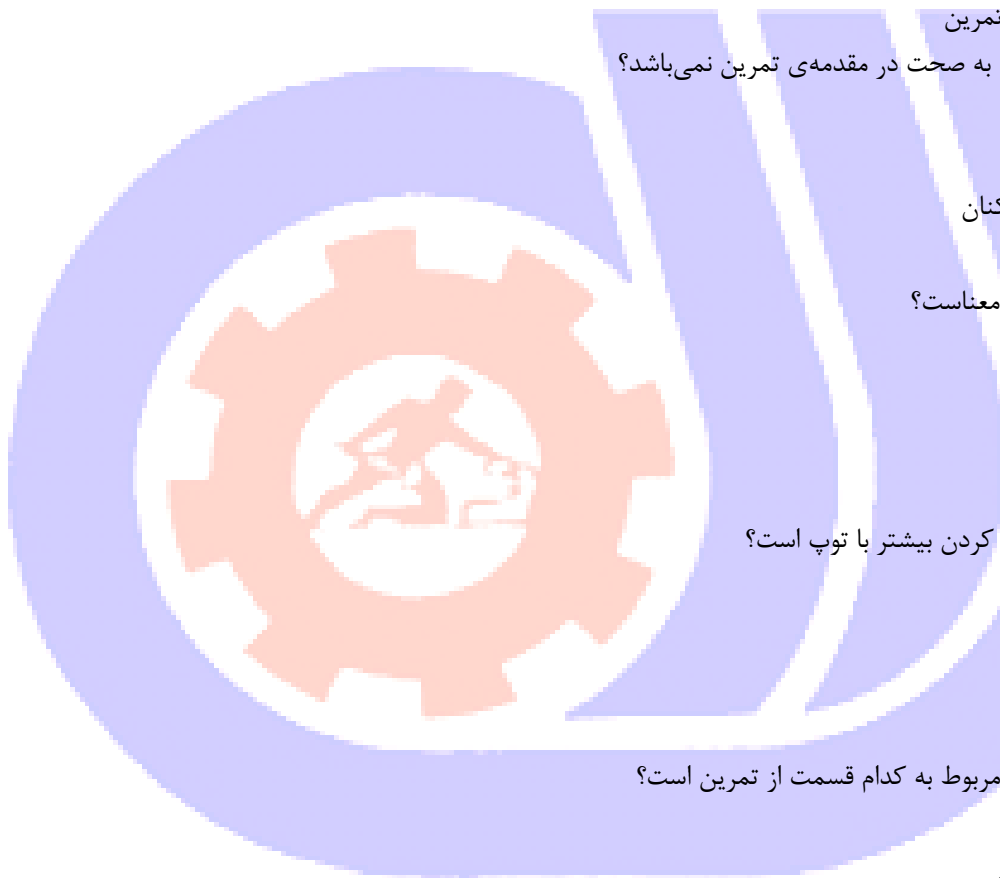 تمرین
به صحت در مقدمه‌ی تمرین نمی‌باشد؟
کنان
معناست؟
کردن بیشتر با توپ است؟
مربوط به کدام قسمت از تمرین است؟